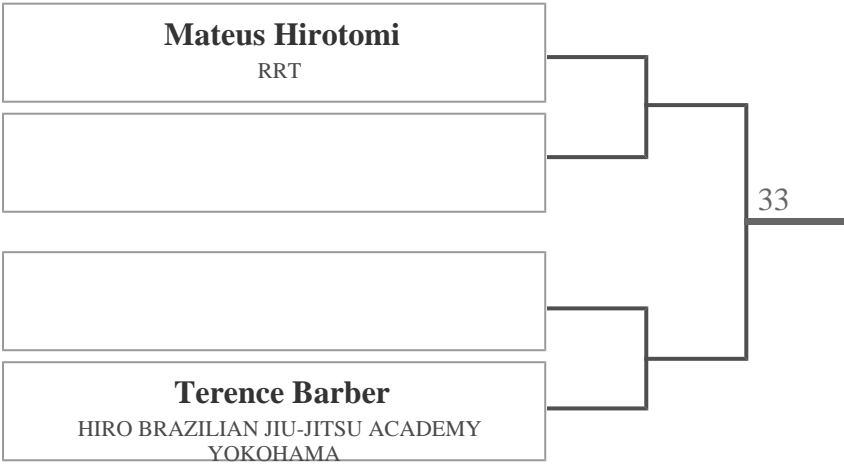 Mateus Hirotomi
RRT
33
Terence Barber
HIRO BRAZILIAN JIU-JITSU ACADEMY
YOKOHAMA